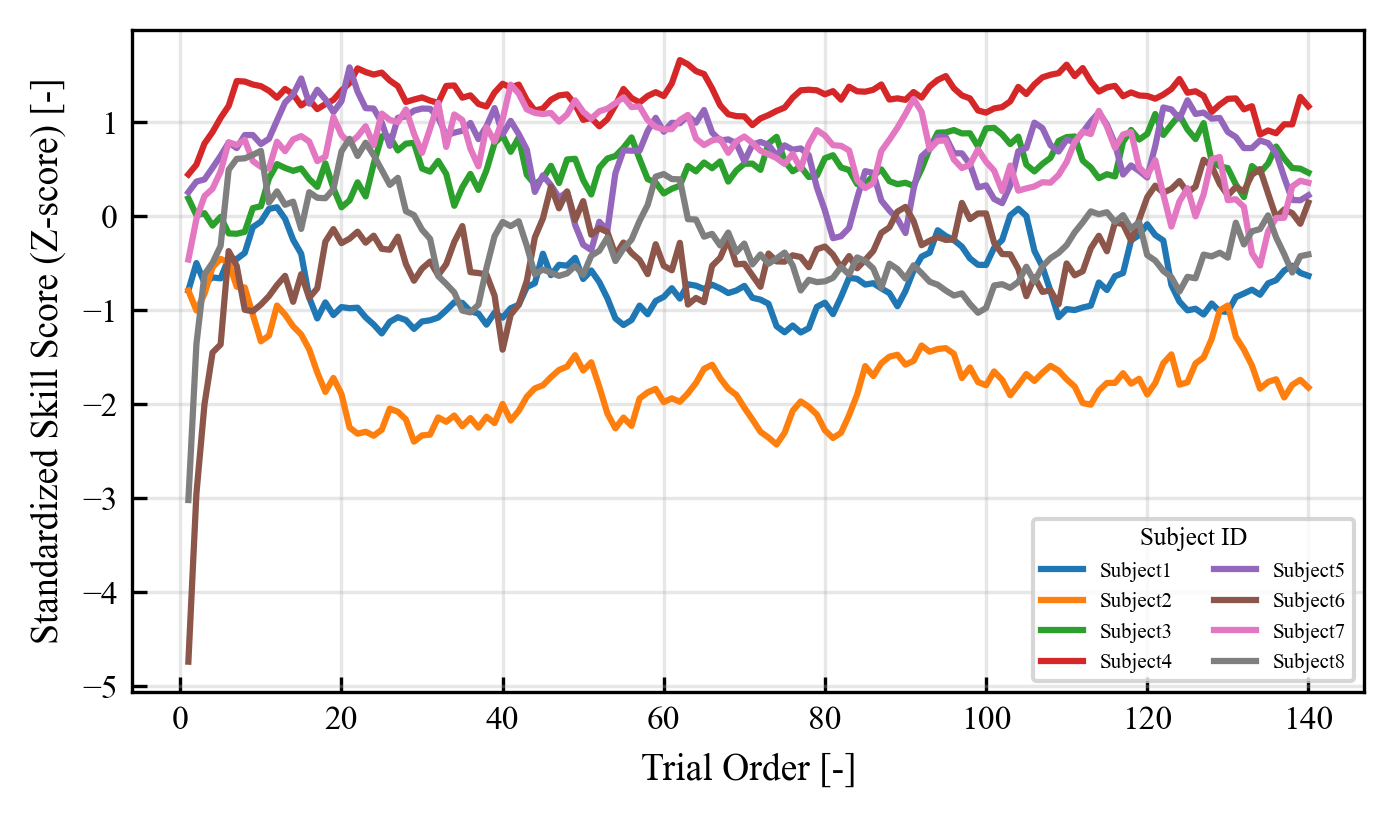 Standardized Skill Score (Z-score) [-]
1
0
−1
−2
−3
−4
−5
0 20 40 60 80 100 120 140
Trial Order [-]
Subject ID
Subject1 Subject5
Subject2 Subject6
Subject3 Subject7
Subject4 Subject8